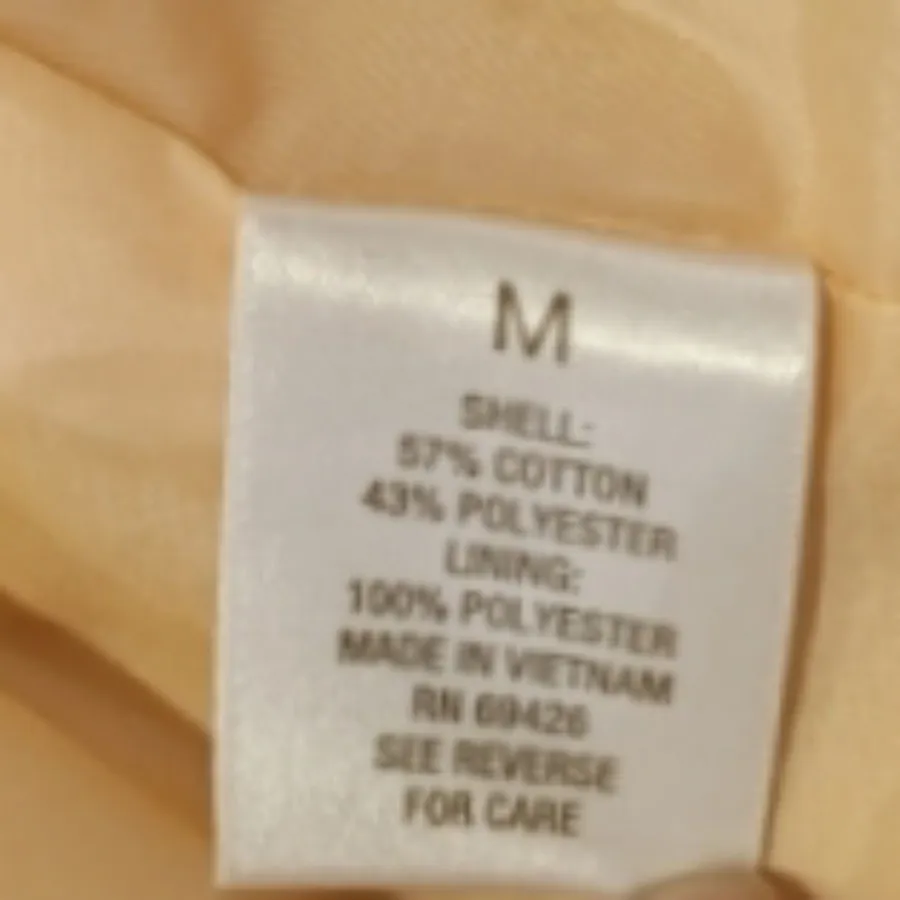 M
SHELL:
57% COTTON
43% POLYESTER
LINING:
100% POLYESTER
MADE IN VIETNAM
RN 69426
SEE REVERSE
FOR CARE